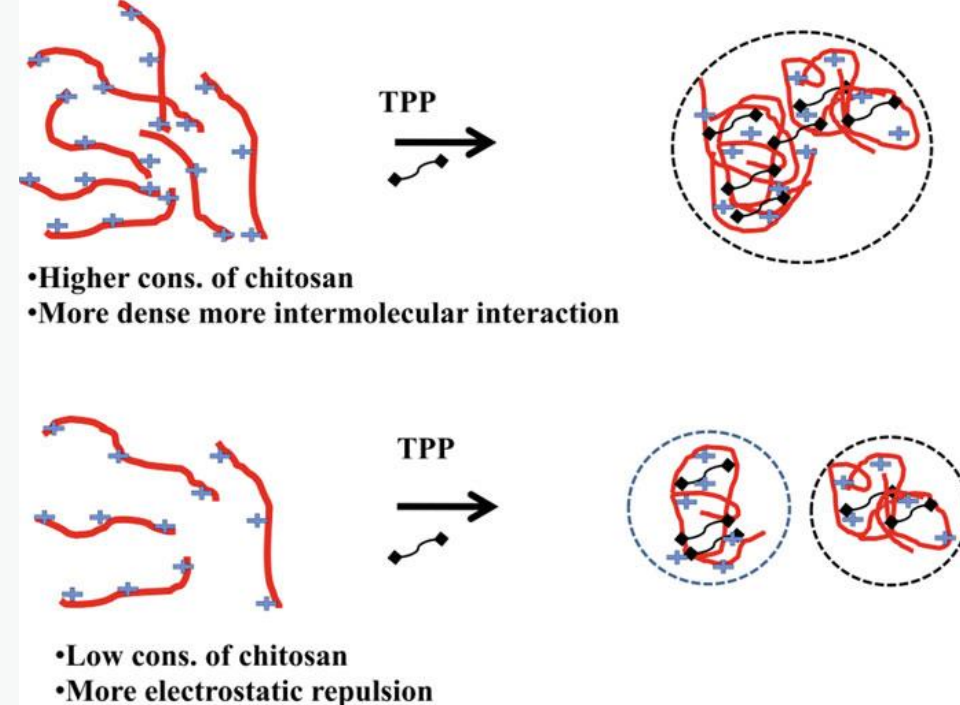 TPP
•Higher cons. of chitosan
•More dense more intermolecular interaction
TPP
•Low cons. of chitosan
•More electrostatic repulsion